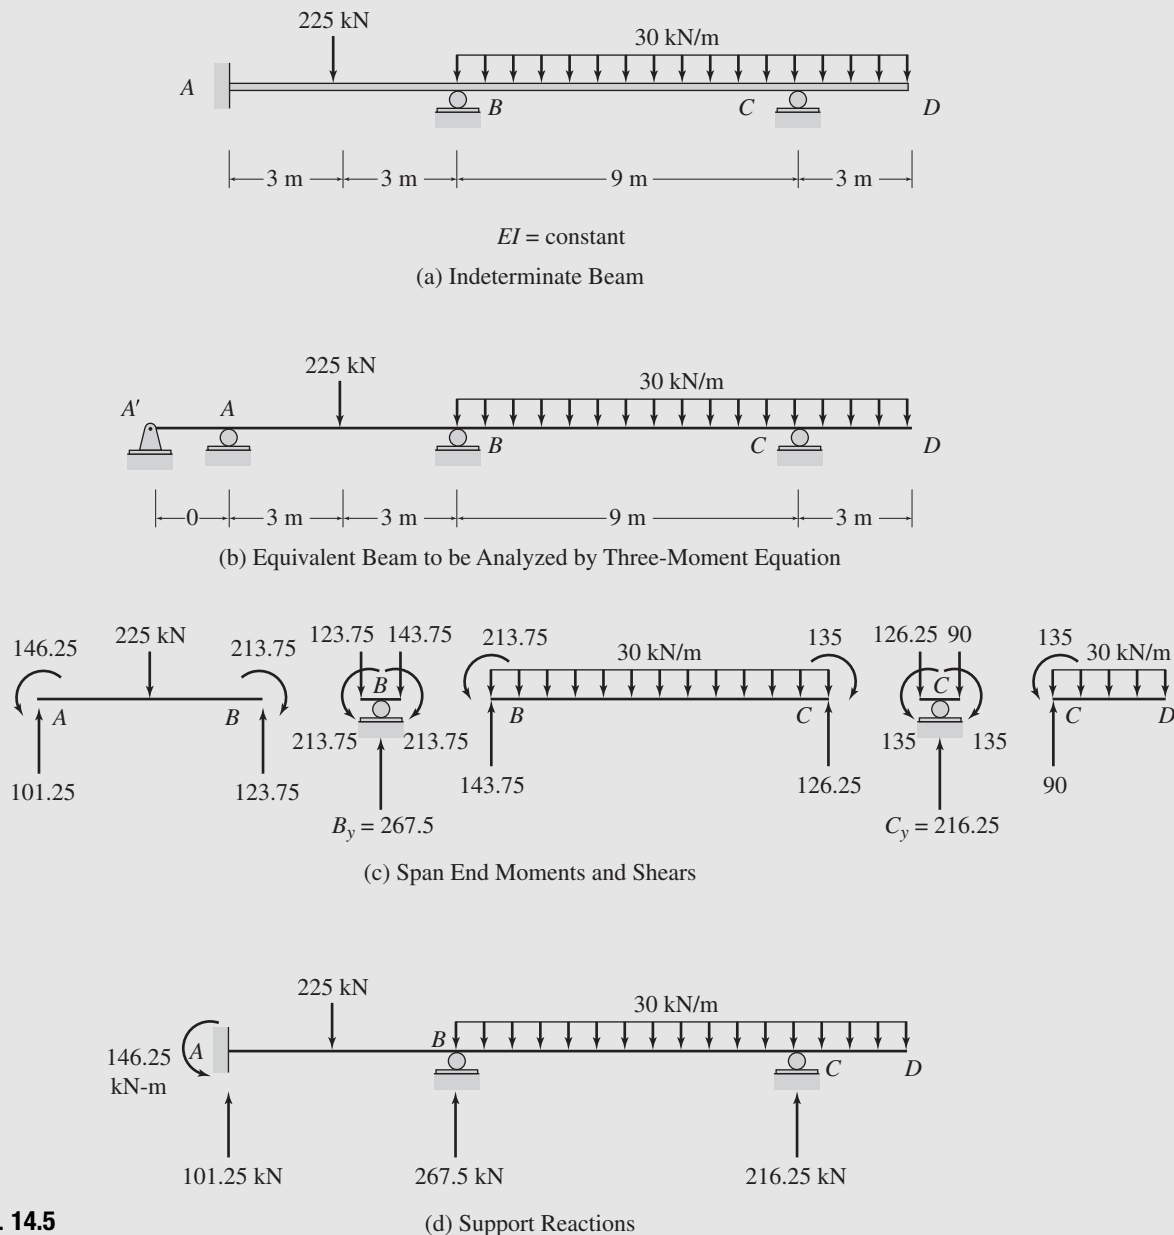 225 kN
30 kN/m
A
B
C
D
3 m 3 m 9 m 3 m
EI = constant
(a) Indeterminate Beam
225 kN
30 kN/m
A′ A
B
C
D
0 3 m 3 m 9 m 3 m
(b) Equivalent Beam to be Analyzed by Three-Moment Equation
146.25 225 kN 213.75 123.75 143.75 213.75 30 kN/m 135 126.25 90 135 30 kN/m
A B B B C C C D
213.75 213.75 135 135
101.25 123.75 143.75 126.25 90
By = 267.5 Cy = 216.25
(c) Span End Moments and Shears
225 kN
30 kN/m
146.25
kN-m
A
B
C
D
101.25 kN 267.5 kN 216.25 kN
. 14.5
(d) Support Reactions